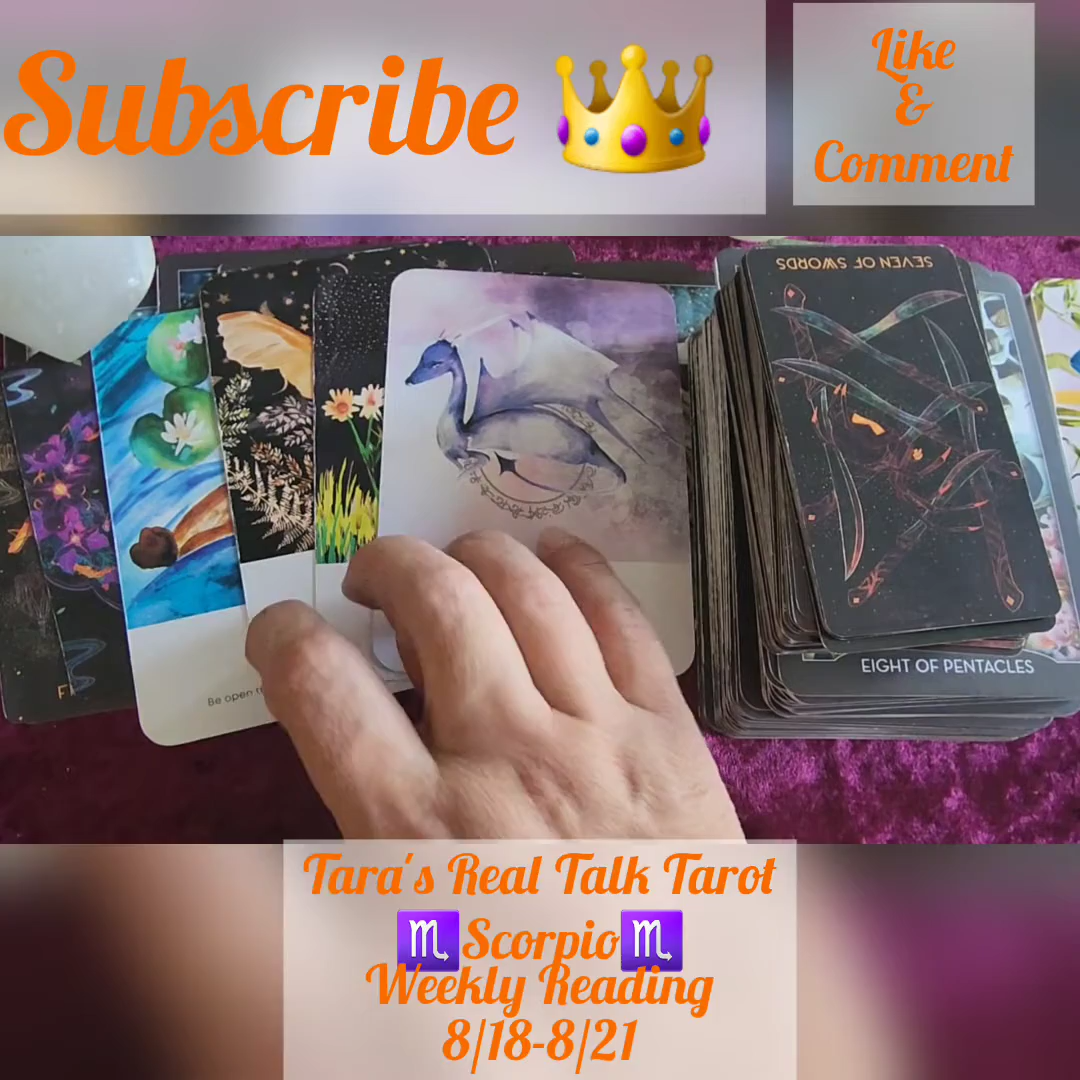 Subscribe
Like
&
Comment
SEVEN OF SWORDS
EIGHT OF PENTACLES
Be open
Tara's Real Talk Tarot
♏Scorpio♏
Weekly Reading
8/18-8/21